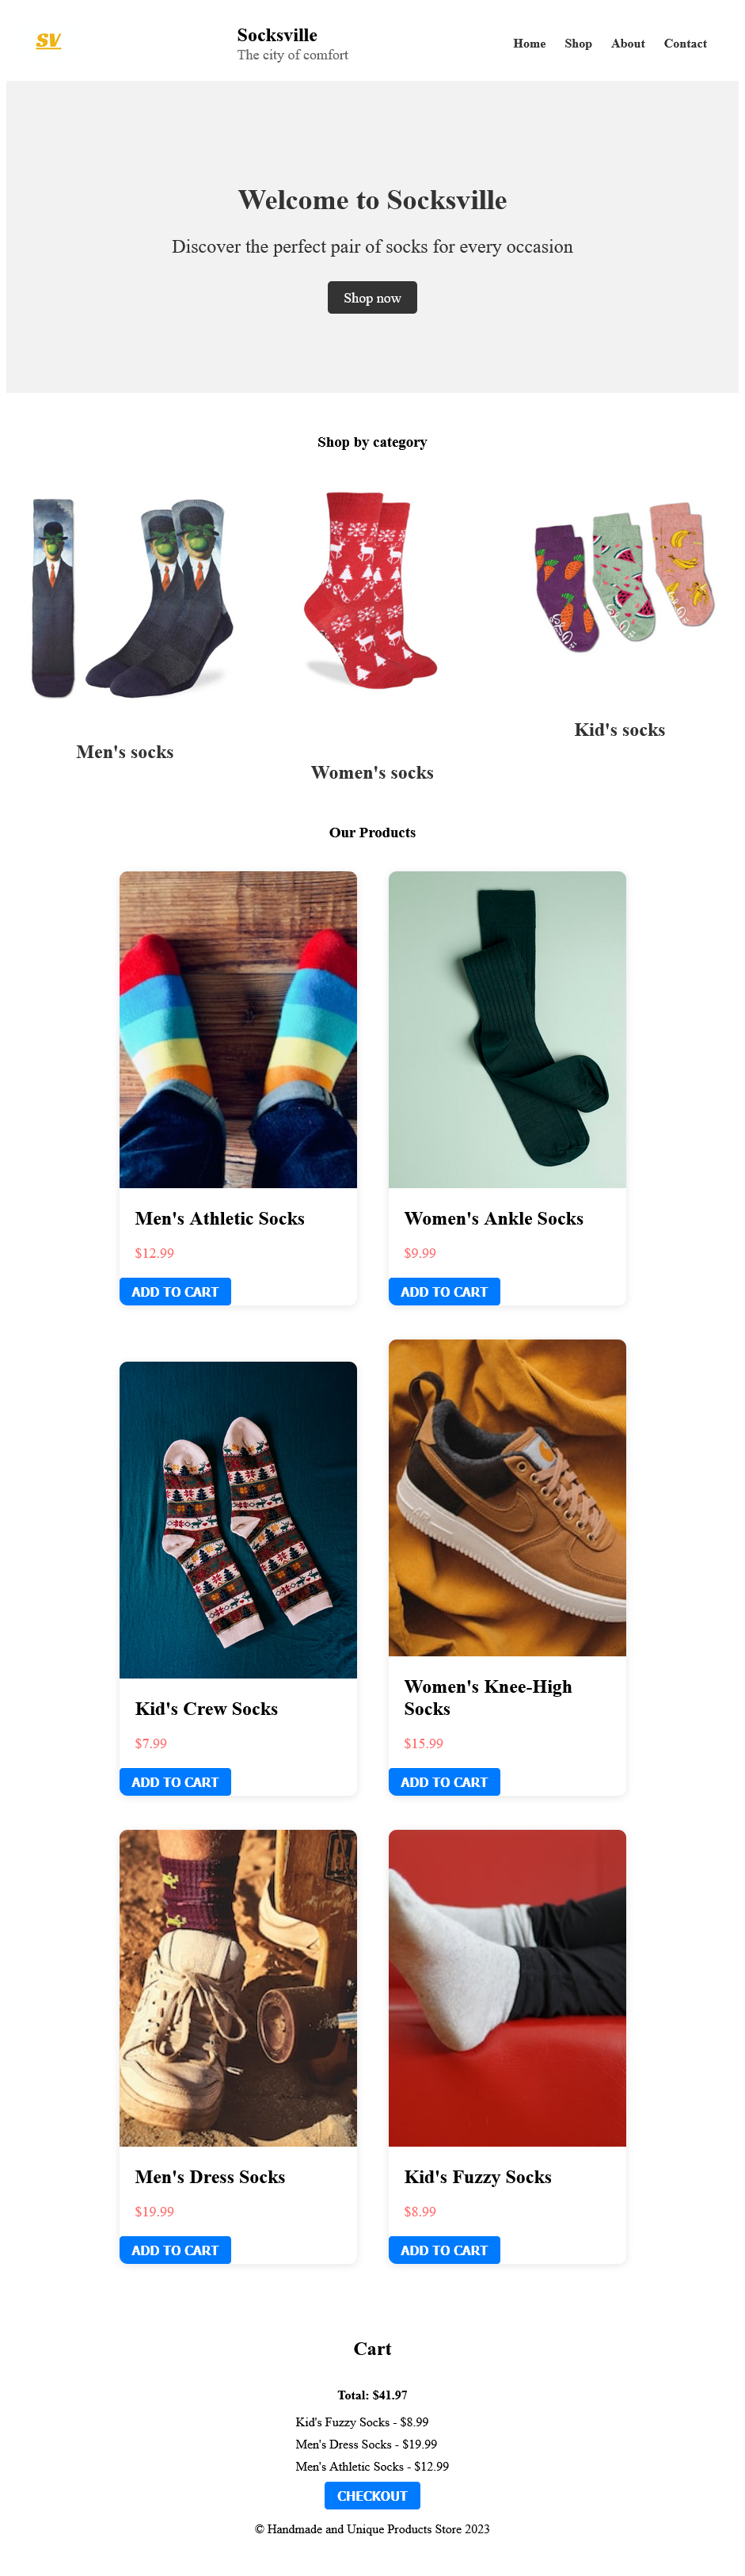 SV
Socksville
The city of comfort
Home
Shop
About
Contact
Welcome to Socksville
Discover the perfect pair of socks for every occasion
Shop now
Shop by category
Men's socks
Women's socks
Kid's socks
Our Products
Men's Athletic Socks
$12.99
ADD TO CART
Women's Ankle Socks
$9.99
ADD TO CART
Kid's Crew Socks
$7.99
ADD TO CART
Women's Knee-High
Socks
$15.99
ADD TO CART
Men's Dress Socks
$19.99
ADD TO CART
Kid's Fuzzy Socks
$8.99
ADD TO CART
Cart
Total: $41.97
Kid's Fuzzy Socks - $8.99
Men's Dress Socks - $19.99
Men's Athletic Socks - $12.99
CHECKOUT
© Handmade and Unique Products Store 2023